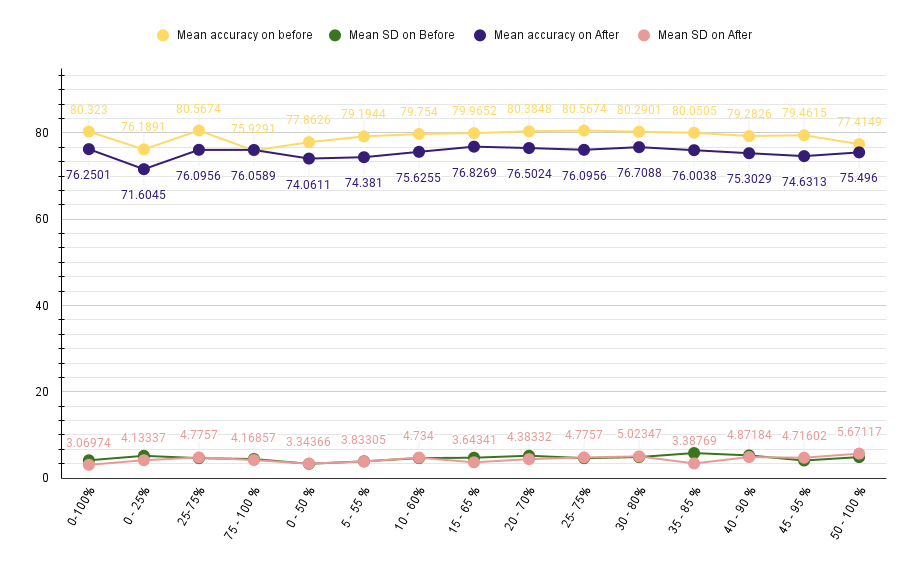 Mean accuracy on before Mean SD on Before Mean accuracy on After Mean SD on After
80
60
40
20
0
80.323 76.1891 80.5674 75.9291 77.8626 79.1944 79.754 79.9652 80.3848 80.5674 80.2901 80.0505 79.2826 79.4615 77.4149
76.2501 71.6045 76.0956 76.0589 74.0611 74.381 75.6255 76.8269 76.5024 76.0956 76.7088 76.0038 75.3029 74.6313 75.496
3.06974 4.13337 4.7757 4.16857 3.34366 3.83305 4.734 3.64341 4.38332 4.7757 5.02347 3.38769 4.87184 4.71602 5.67117
0-100%
0 - 25%
25-75%
75 - 100 %
0 - 50 %
5 - 55 %
10 - 60%
15 - 65 %
20 - 70%
25- 75%
30 - 80%
35 - 85 %
40 - 90 %
45 - 95 %
50 - 100 %